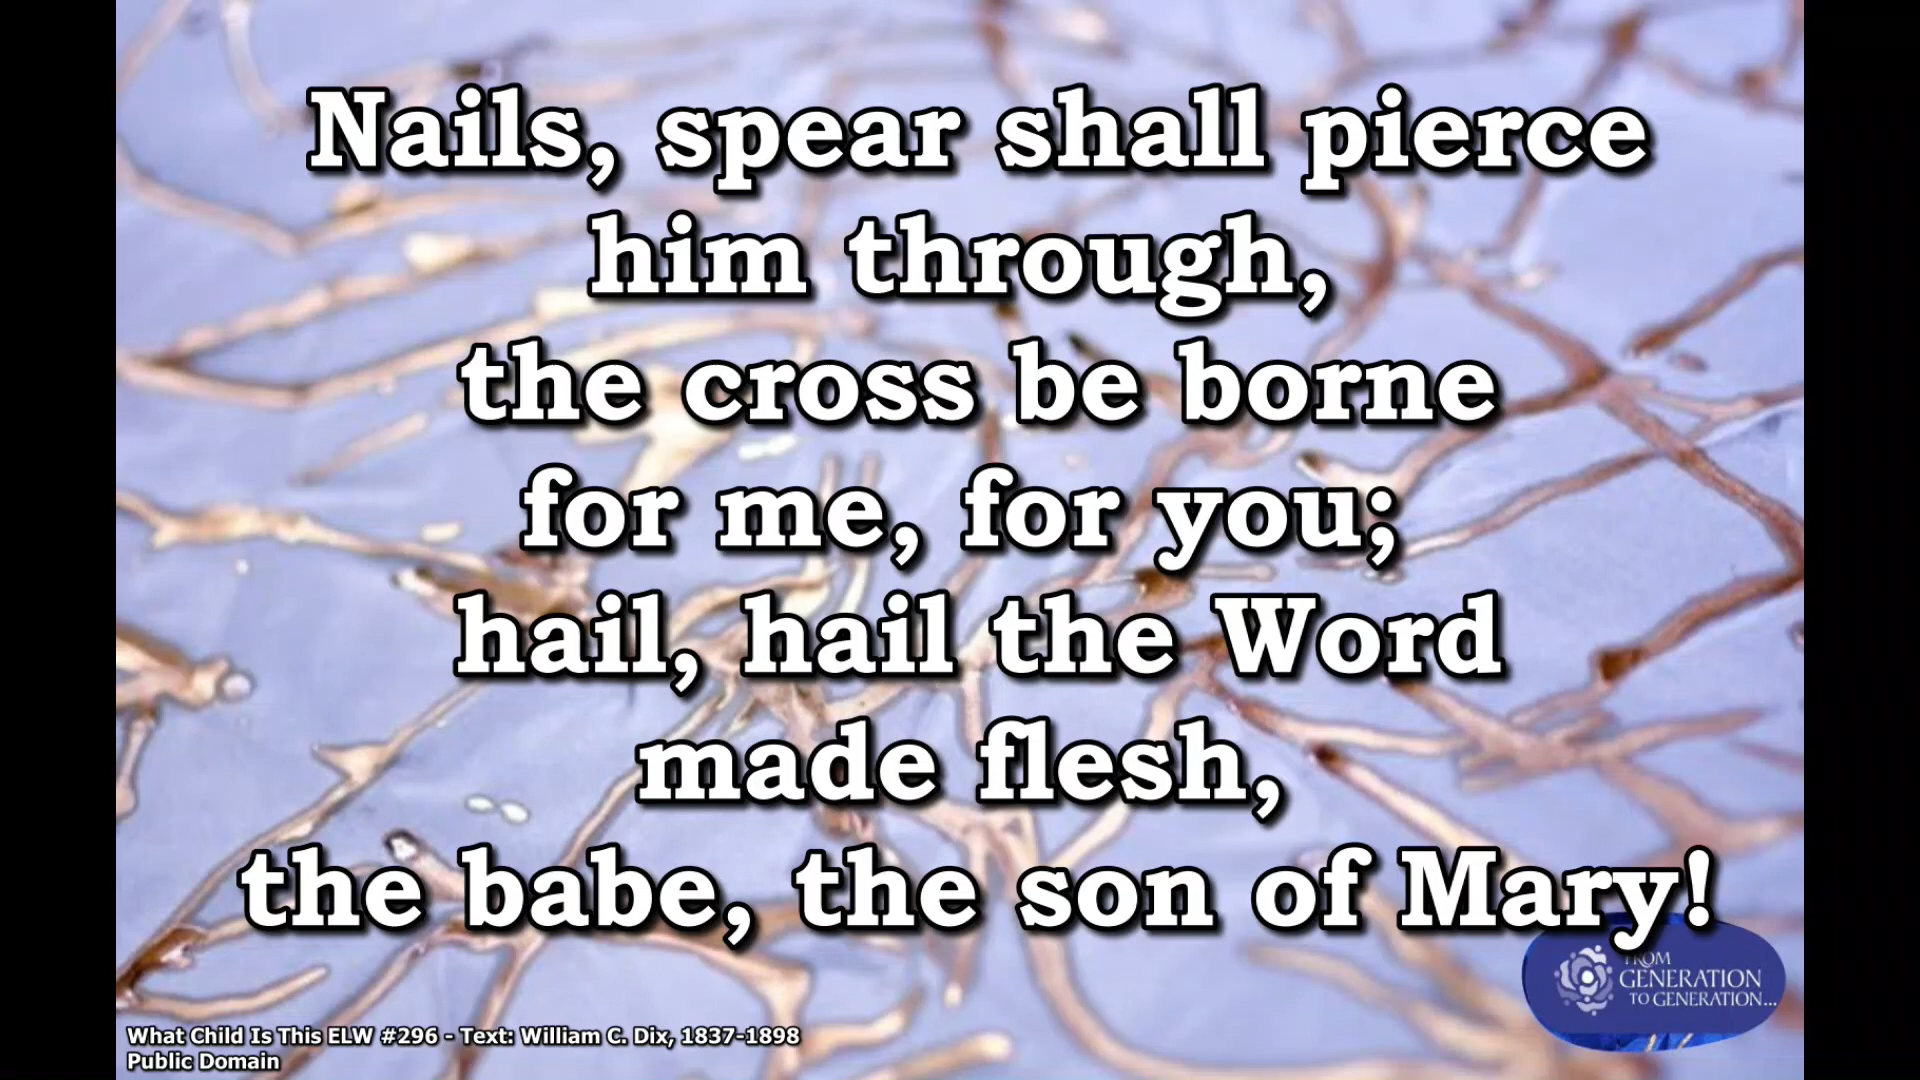 Nails, spear shall pierce
him through,
the cross be borne
for me, for you;
hail, hail the Word
made flesh,
the babe, the son of Mary!
FROM
GENERATION
TO GENERATION...
What Child Is This ELW #296 - Text: William C. Dix, 1837-1898
Public Domain